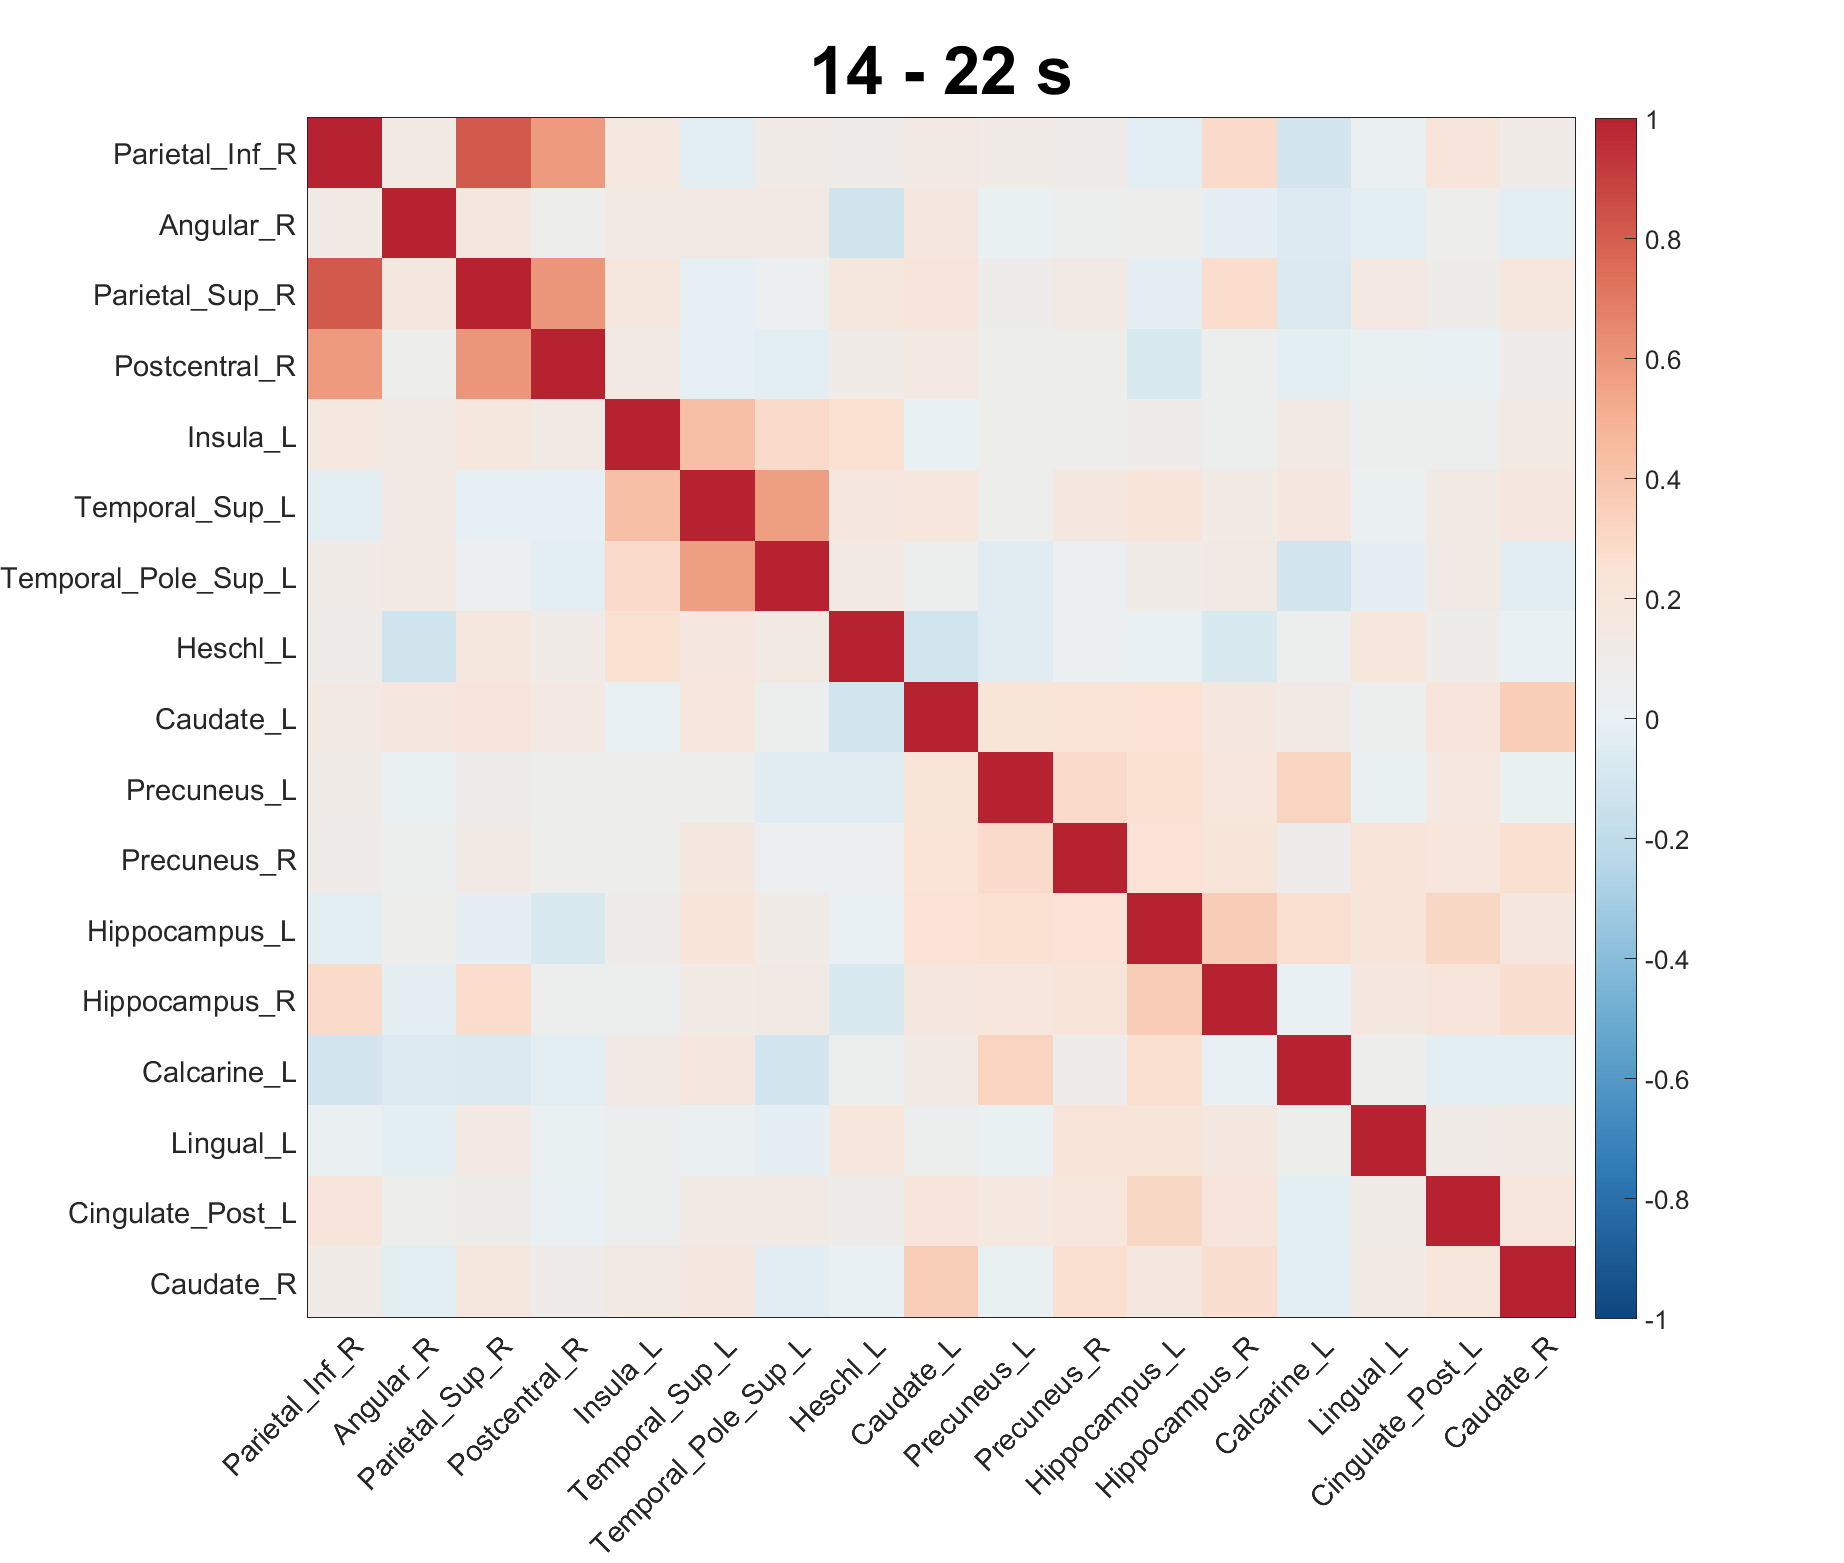 14 - 22 s
Parietal_Inf_R
Angular_R
Parietal_Sup_R
Postcentral_R
Insula_L
Temporal_Sup_L
Temporal_Pole_Sup_L
Heschl_L
Caudate_L
Precuneus_L
Precuneus_R
Hippocampus_L
Hippocampus_R
Calcarine_L
Lingual_L
Cingulate_Post_L
Caudate_R
Parietal_Inf_R
Angular_R
Parietal_Sup_R
Postcentral_R
Insula_L
Temporal_Sup_L
Temporal_Pole_Sup_L
Heschl_L
Caudate_L
Precuneus_L
Precuneus_R
Hippocampus_L
Hippocampus_R
Calcarine_L
Lingual_L
Cingulate_Post_L
Caudate_R
1
0.8
0.6
0.4
0.2
0
-0.2
-0.4
-0.6
-0.8
-1